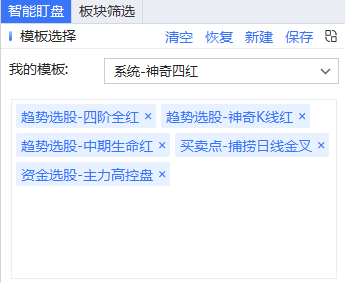 智能盯盘 板块筛选
模板选择 清空 恢复 新建 保存
我的模板: 系统-神奇四红
趋势选股-四阶全红 × 趋势选股-神奇K线红 ×
趋势选股-中期生命红 × 买卖点-捕捞日线金叉 ×
资金选股-主力高控盘 ×